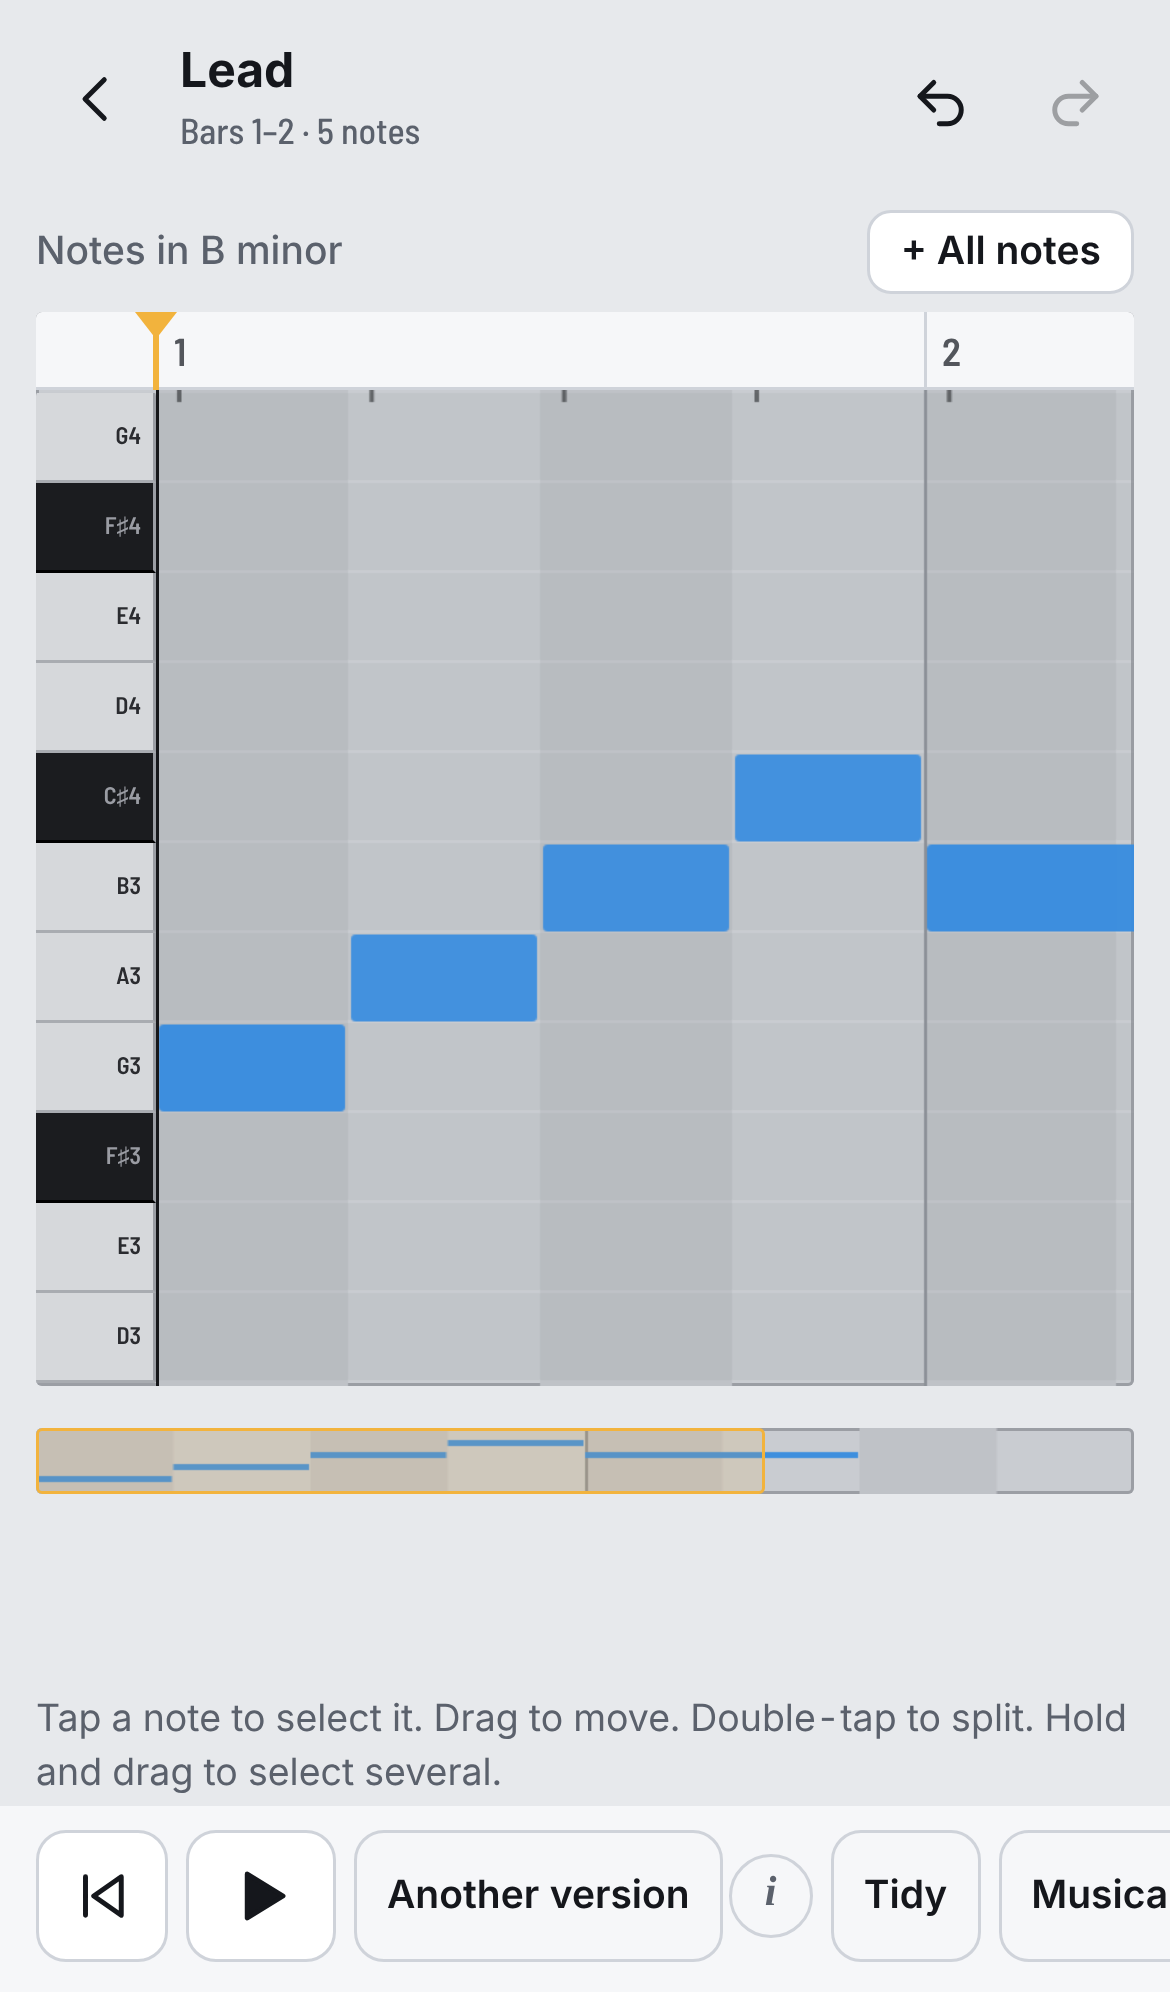 Lead
Bars 1–2 · 5 notes
Notes in B minor
+ All notes
1
2
G4
F♯4
E4
D4
C♯4
B3
A3
G3
F♯3
E3
D3
Tap a note to select it. Drag to move. Double-tap to split. Hold
and drag to select several.
Another version
i
Tidy
Musica